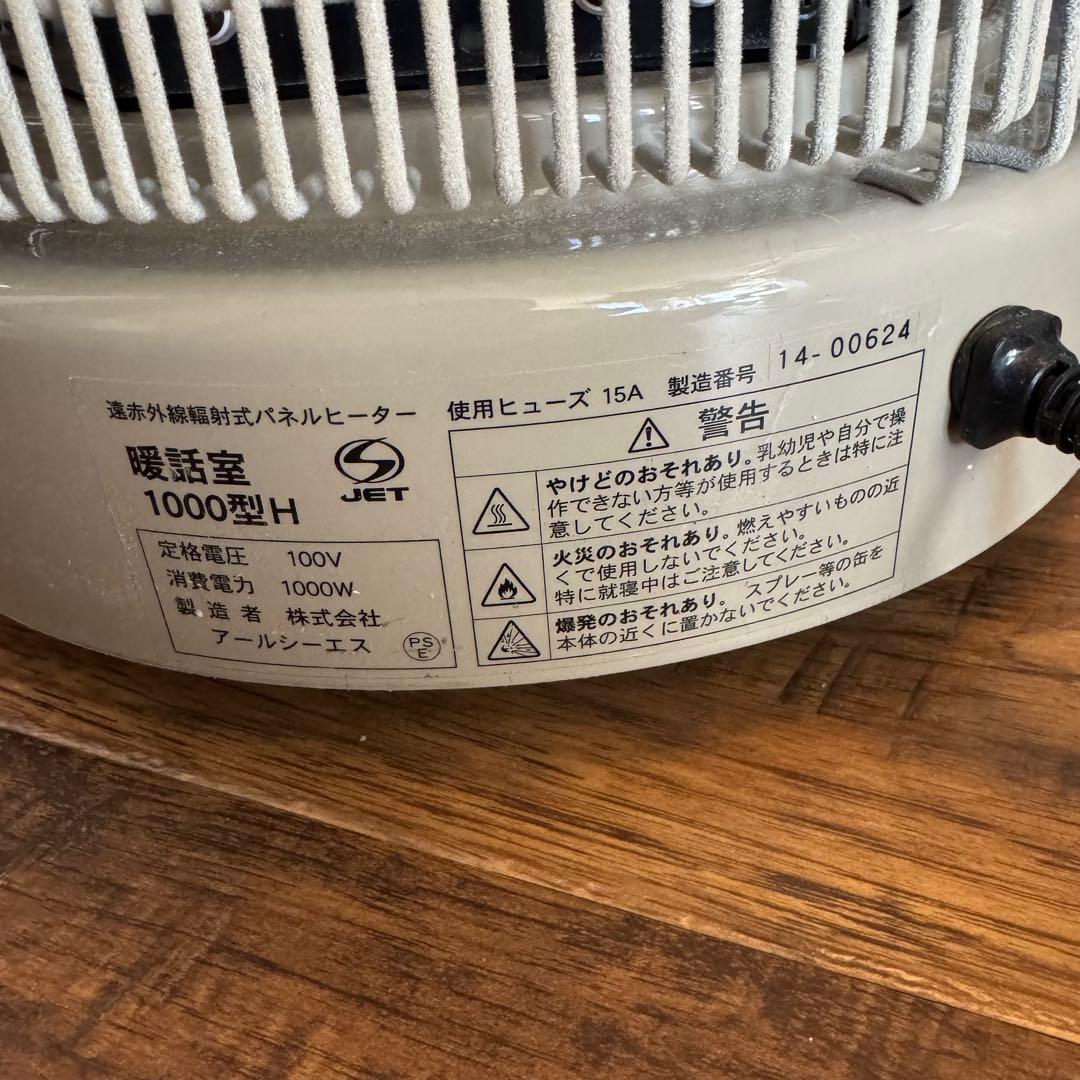 遠赤外線輻射式パネルヒーター
暖話室
1000型H
JET
定格電圧 100V
消費電力 1000W
製造者 株式会社
アールシーエス
PS
E
使用ヒューズ 15A 製造番号 14-00624
警告
やけどのおそれあり。乳幼児や自分で操
作できない方等が使用するときは特に注
意してください。
火災のおそれあり。燃えやすいものの近
くで使用しないでください。
特に就寝中はご注意してください。
爆発のおそれあり。 スプレー等の缶を
本体の近くに置かないでください。